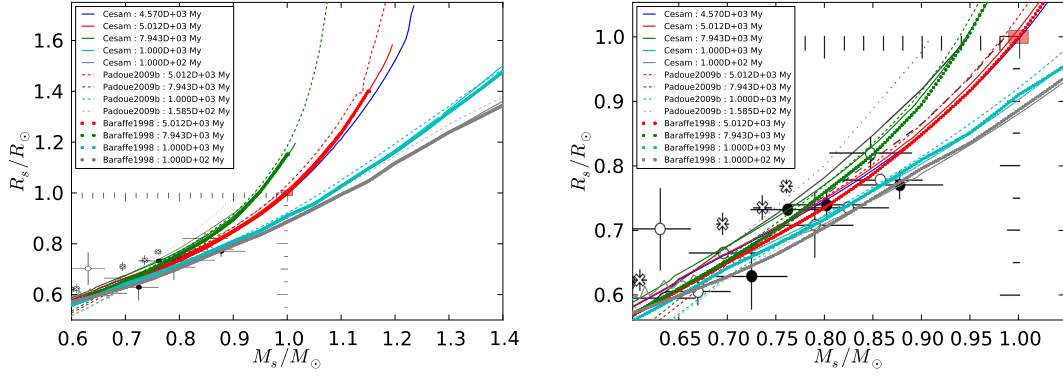 Cesam : 4.570D+03 My
Cesam : 5.012D+03 My
Cesam : 7.943D+03 My
Cesam : 1.000D+03 My
Cesam : 1.000D+02 My
Padoue2009b : 5.012D+03 My
Padoue2009b : 7.943D+03 My
Padoue2009b : 1.000D+03 My
Padoue2009b : 1.585D+02 My
Baraffe1998 : 5.012D+03 My
Baraffe1998 : 7.943D+03 My
Baraffe1998 : 1.000D+03 My
Baraffe1998 : 1.000D+02 My
1.6
1.4
1.2
1.0
0.8
0.6
R_s/R_⊙
0.6 0.7 0.8 0.9 1.0 1.1 1.2 1.3 1.4
M_s/M_⊙
Cesam : 4.570D+03 My
Cesam : 5.012D+03 My
Cesam : 7.943D+03 My
Cesam : 1.000D+03 My
Cesam : 1.000D+02 My
Padoue2009b : 5.012D+03 My
Padoue2009b : 7.943D+03 My
Padoue2009b : 1.000D+03 My
Padoue2009b : 1.585D+02 My
Baraffe1998 : 5.012D+03 My
Baraffe1998 : 7.943D+03 My
Baraffe1998 : 1.000D+03 My
Baraffe1998 : 1.000D+02 My
1.0
0.9
0.8
0.7
0.6
R_s/R_⊙
0.65 0.70 0.75 0.80 0.85 0.90 0.95 1.00
M_s/M_⊙